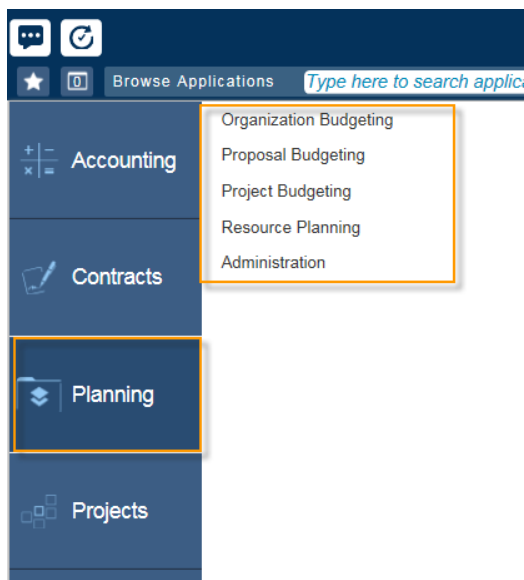 0
Browse Applications
Type here to search applica
Accounting
Contracts
Planning
Projects
Organization Budgeting
Proposal Budgeting
Project Budgeting
Resource Planning
Administration